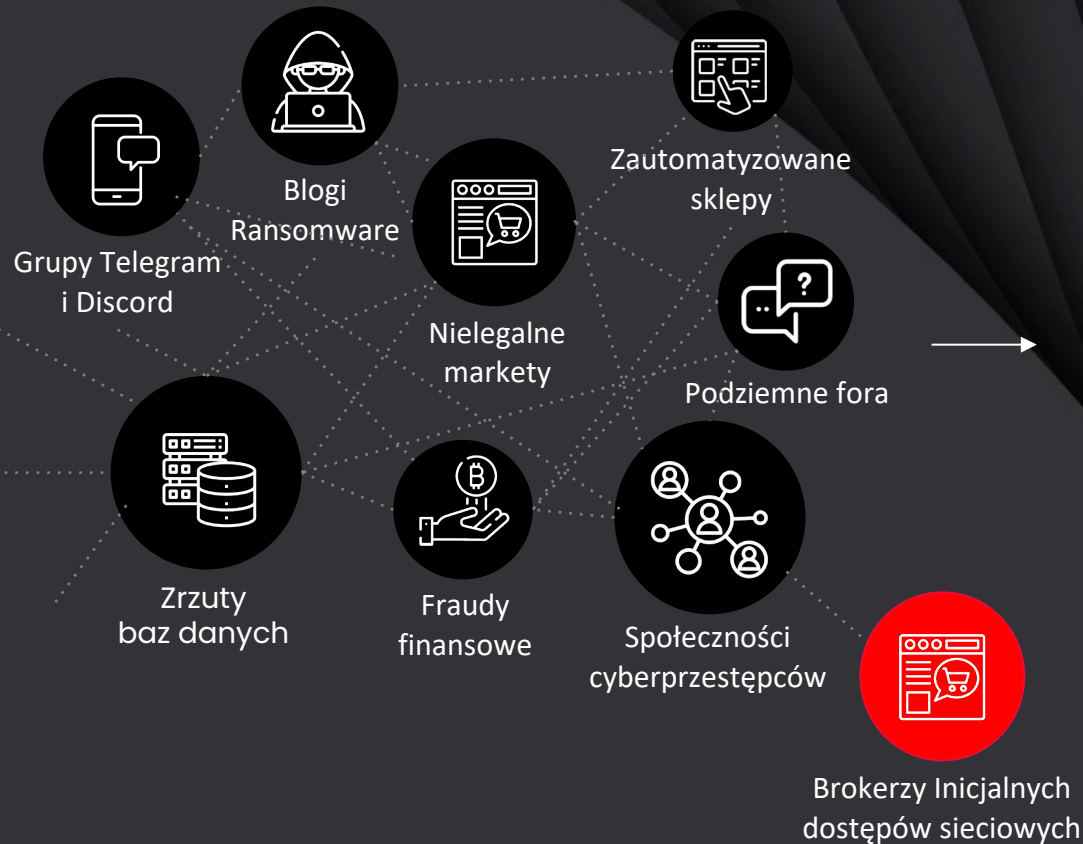 Blogi
Ransomware
Zautomatyzowane
sklepy
Grupy Telegram
i Discord
Nielegalne
markety
?
Podziemne fora
Zrzuty
baz danych
Fraudy
finansowe
Społeczności
cyberprzestępców
Brokerzy Inicjalnych
dostępów sieciowych